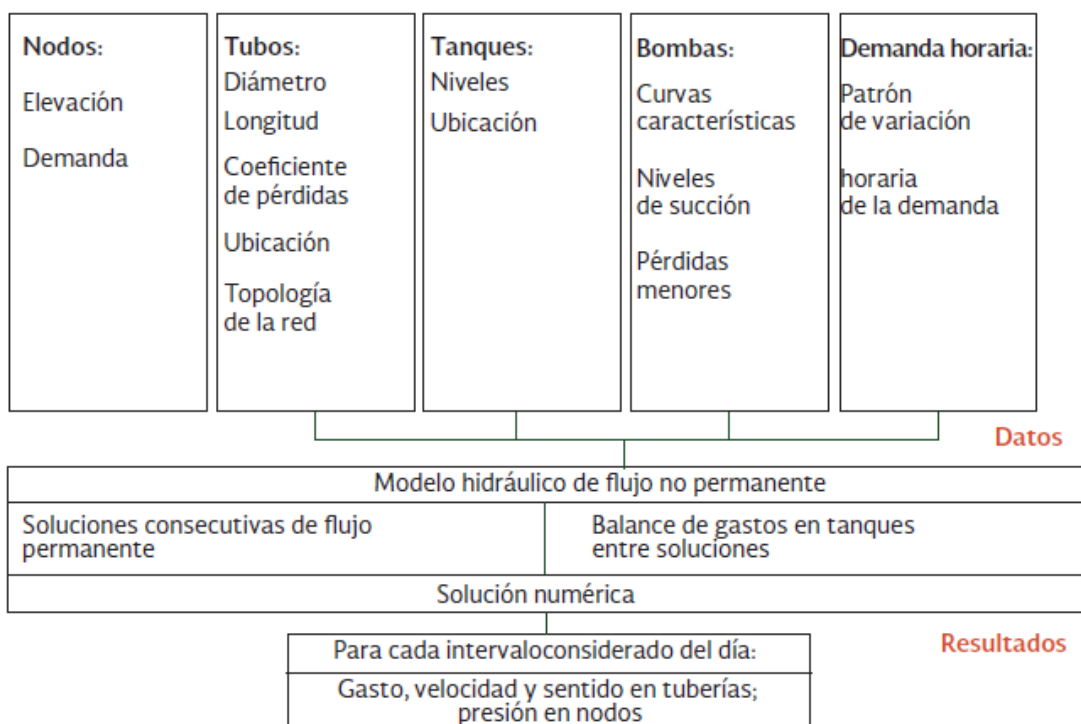 Nodos:
Elevación
Demanda
Tubos:
Diámetro
Longitud
Coeficiente
de pérdidas
Ubicación
Topología
de la red
Tanques:
Niveles
Ubicación
Bombas:
Curvas
características
Niveles
de succión
Pérdidas
menores
Demanda horaria:
Patrón
de variación
horaria
de la demanda
Datos
Modelo hidráulico de flujo no permanente
Soluciones consecutivas de flujo
permanente
Balance de gastos en tanques
entre soluciones
Solución numérica
Resultados
Para cada intervaloconsiderado del día:
Gasto, velocidad y sentido en tuberías;
presión en nodos